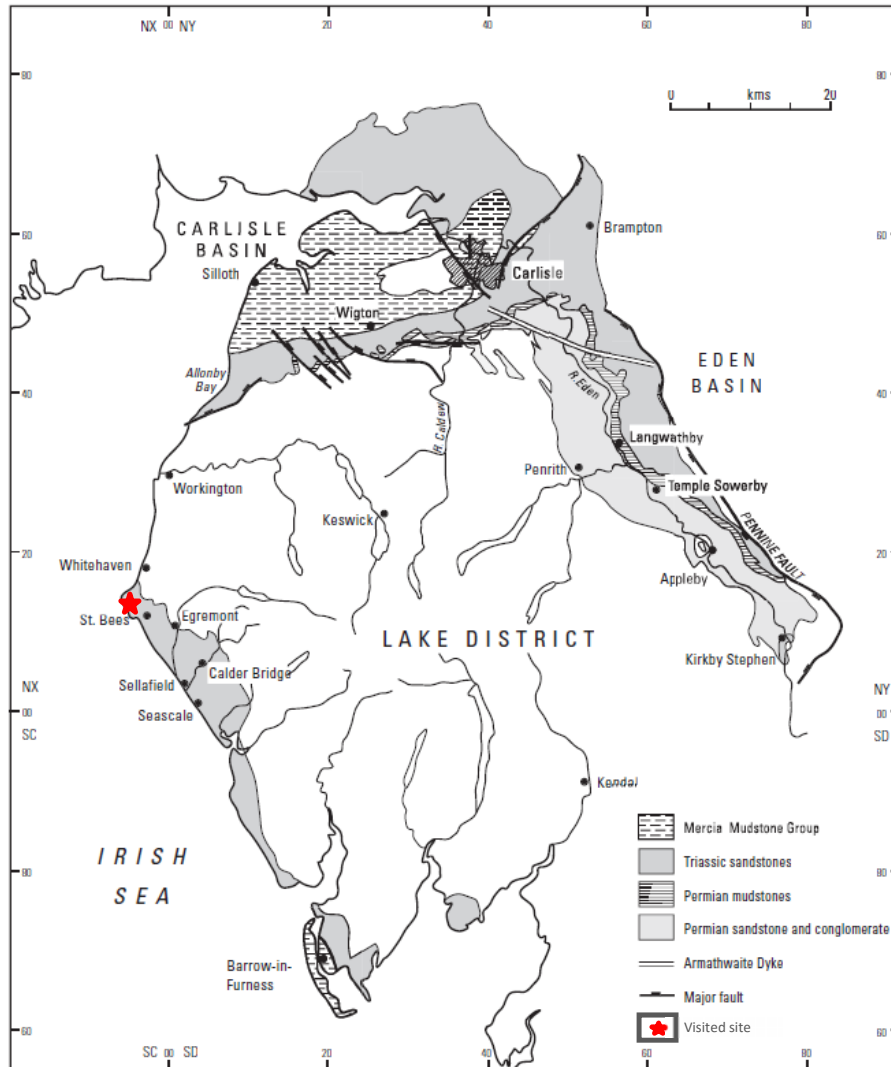 NX 00 NY 20 40 60 80
80 80
0 kms 20
60 60
Brampton
CARLISLE
BASIN
Silloth
Carlisle
Wigton
EDEN
BASIN
Allonby
Bay
R. Eden
R. Caldew
40 40
Langwathby
Penrith
Workington
Temple Sowerby
Keswick
PENNINE FAULT
20 20
Whitehaven
Appleby
St. Bees
Egremont
LAKE DISTRICT
Kirkby Stephen
Calder Bridge
Sellafield
NX NY
Seascale
00 00
SC SD
Kendal
Mercia Mudstone Group
IRISH
SEA
Triassic sandstones
80 80
Permian mudstones
Permian sandstone and conglomerate
Barrow-in-
Furness
Armathwaite Dyke
Major fault
Visited site
60 60
SC 00 SD 20 40 60 80